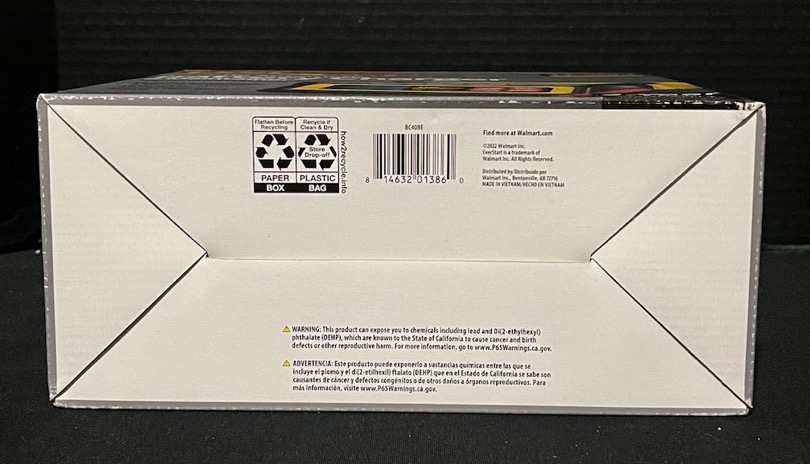 Flatten Before
Recycling
PAPER
BOX
Recycle if
Clean & Dry
Store
Drop-off
PLASTIC
BAG
how2recycle.info
BC40BE
8 14632 01386 0
Find more at Walmart.com
©2022 Walmart Inc.
EverStart is a trademark of
Walmart Inc. All Rights Reserved.
Distributed by/Distribuido por
Walmart Inc., Bentonville, AR 72716
MADE IN VIETNAM/HECHO EN VIETNAM
WARNING: This product can expose you to chemicals including lead and Di(2-ethylhexyl)
phthalate (DEHP), which are known to the State of California to cause cancer and birth
defects or other reproductive harm. For more information, go to www.P65Warnings.ca.gov.
ADVERTENCIA: Este producto puede exponerlo a sustancias químicas entre las que se
incluye el plomo y el di(2-etilhexil) ftalato (DEHP) que en el Estado de California se sabe son
causantes de cáncer y defectos congénitos o de otros daños a órganos reproductivos. Para
más información, visite www.P65Warnings.ca.gov.